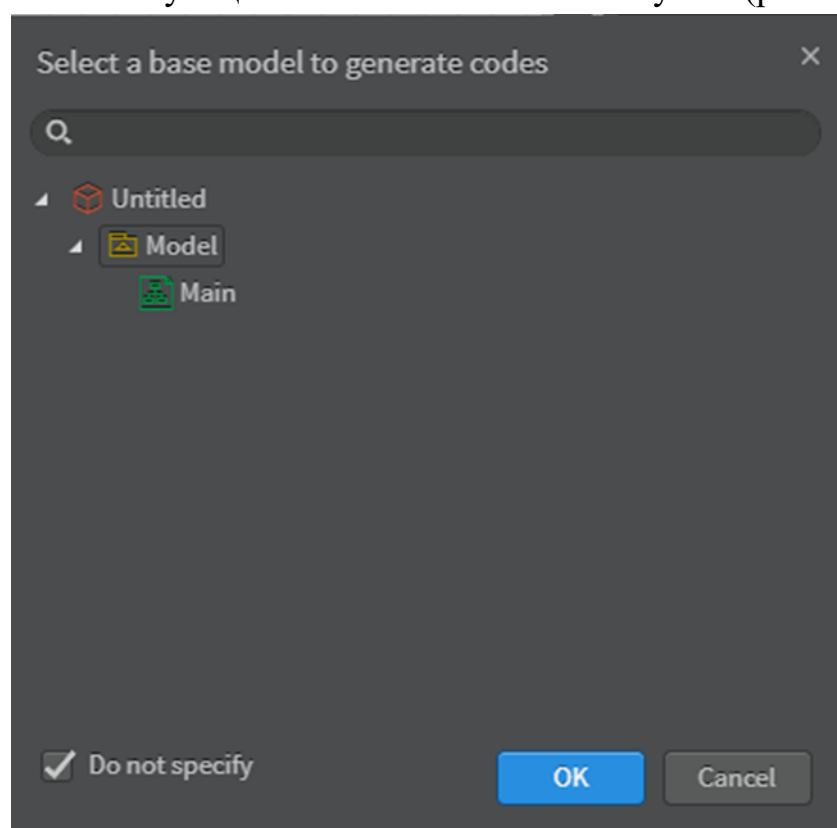 Select a base model to generate codes
Untitled
Model
Main
Do not specify
OK Cancel